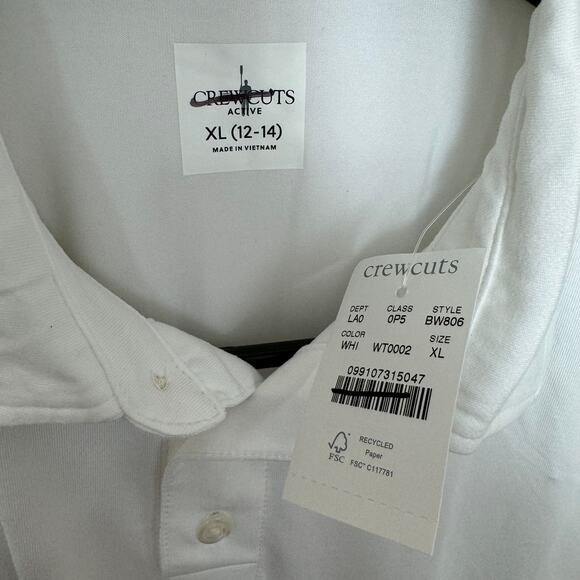 CREWCUTS
ACTIVE
XL (12-14)
MADE IN VIETNAM
crewcuts
DEPT CLASS STYLE
LA0 0P5 BW806
COLOR SIZE
WHI WT0002 XL
099107315047
FSC
RECYCLED
Paper
FSC™ C117781